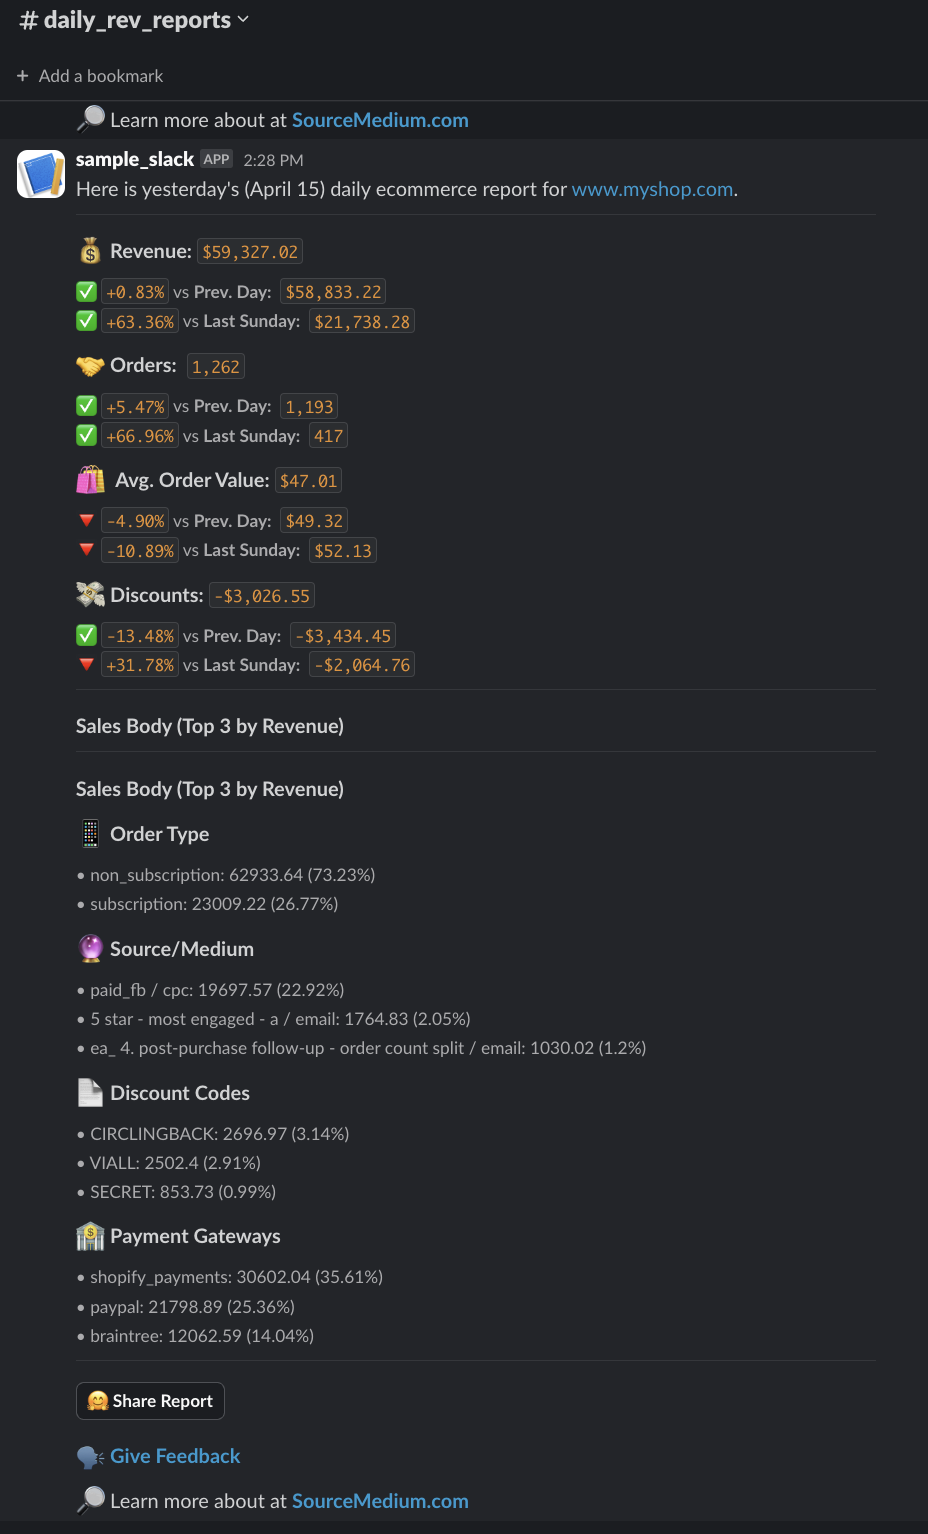 # daily_rev_reports
+ Add a bookmark
Learn more about at SourceMedium.com
sample_slack APP 2:28 PM
Here is yesterday's (April 15) daily ecommerce report for www.myshop.com.
Revenue: $59,327.02
+0.83% vs Prev. Day: $58,833.22
+63.36% vs Last Sunday: $21,738.28
Orders: 1,262
+5.47% vs Prev. Day: 1,193
+66.96% vs Last Sunday: 417
Avg. Order Value: $47.01
-4.90% vs Prev. Day: $49.32
-10.89% vs Last Sunday: $52.13
Discounts: -$3,026.55
-13.48% vs Prev. Day: -$3,434.45
+31.78% vs Last Sunday: -$2,064.76
Sales Body (Top 3 by Revenue)
Sales Body (Top 3 by Revenue)
Order Type
• non_subscription: 62933.64 (73.23%)
• subscription: 23009.22 (26.77%)
Source/Medium
• paid_fb / cpc: 19697.57 (22.92%)
• 5 star - most engaged - a / email: 1764.83 (2.05%)
• ea_ 4. post-purchase follow-up - order count split / email: 1030.02 (1.2%)
Discount Codes
• CIRCLINGBACK: 2696.97 (3.14%)
• VIALL: 2502.4 (2.91%)
• SECRET: 853.73 (0.99%)
Payment Gateways
• shopify_payments: 30602.04 (35.61%)
• paypal: 21798.89 (25.36%)
• braintree: 12062.59 (14.04%)
Share Report
Give Feedback
Learn more about at SourceMedium.com